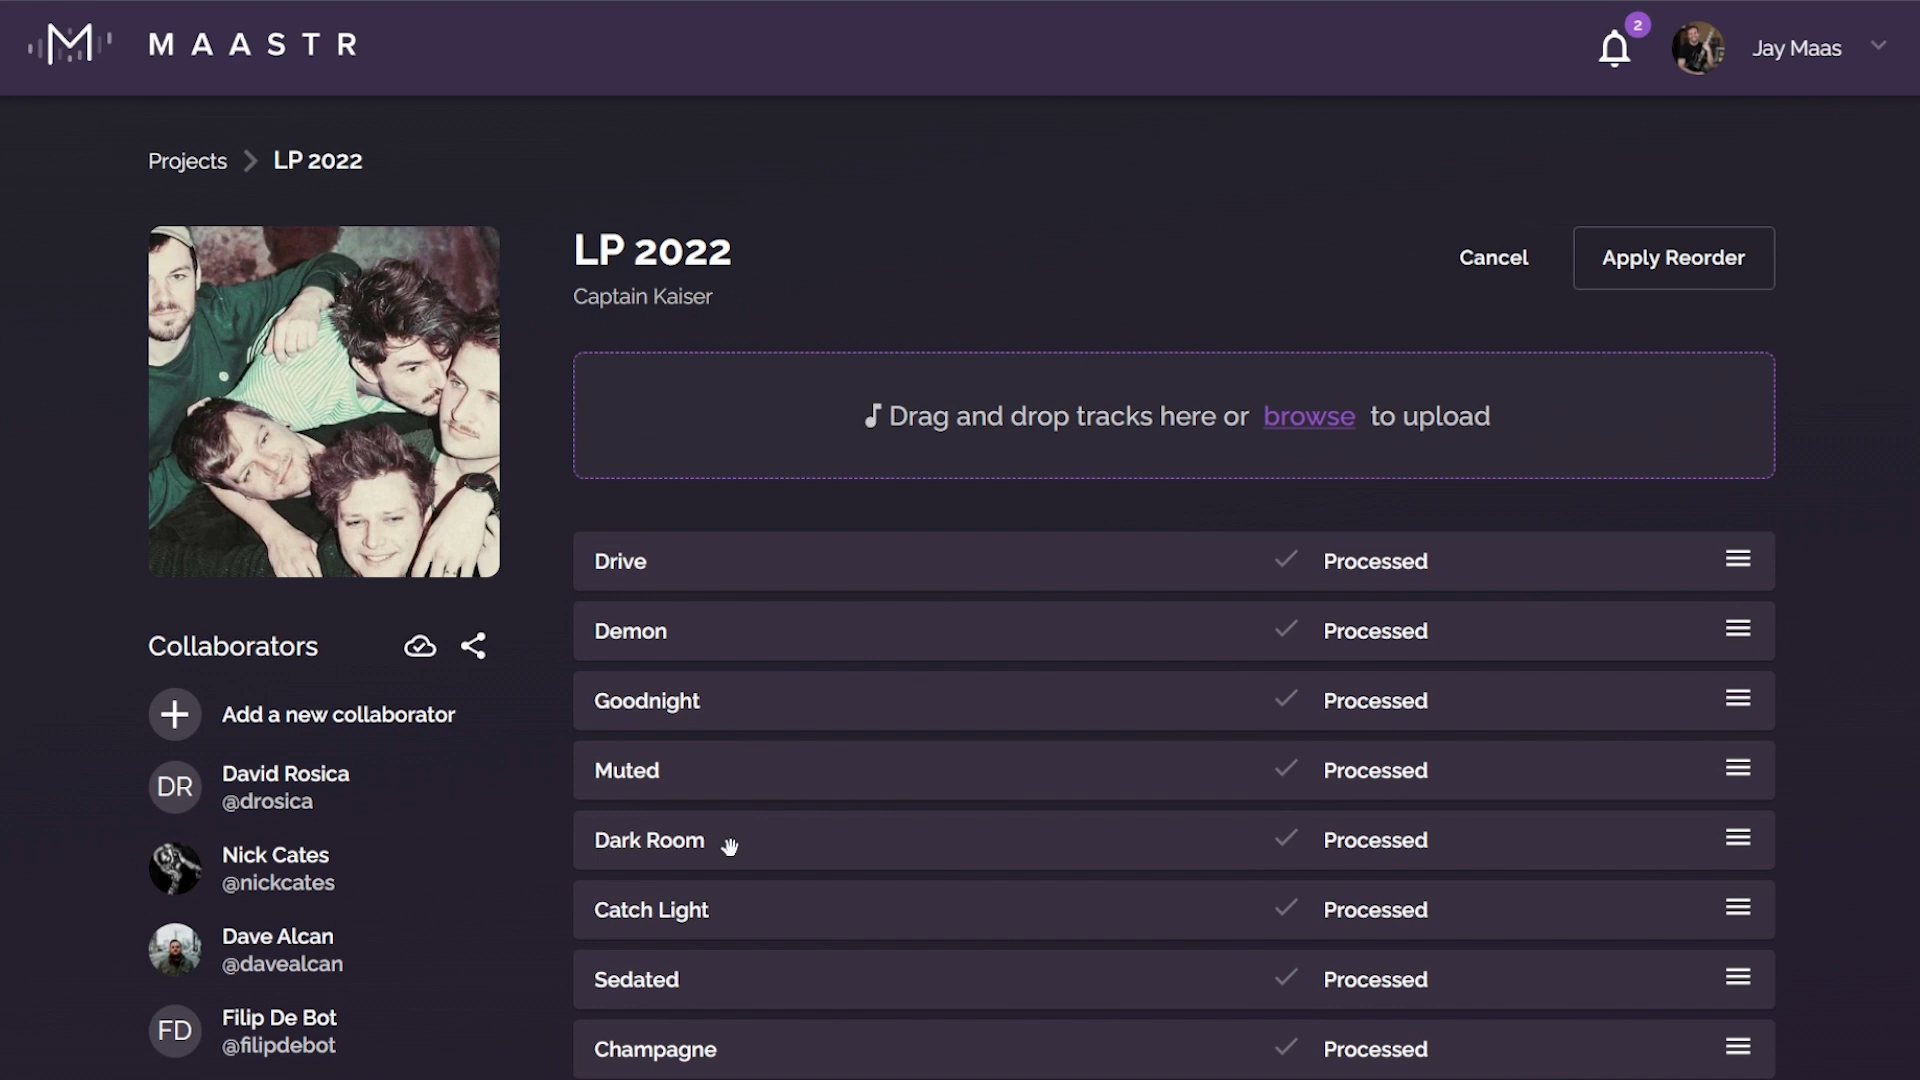 MAASTR
2
Jay Maas
Projects
LP 2022
LP 2022
Captain Kaiser
Cancel
Apply Reorder
Drag and drop tracks here or browse to upload
Drive Processed
Demon Processed
Goodnight Processed
Muted Processed
Dark Room Processed
Catch Light Processed
Sedated Processed
Champagne Processed
Collaborators
Add a new collaborator
DR
David Rosica
@drosica
Nick Cates
@nickcates
Dave Alcan
@davealcan
FD
Filip De Bot
@filipdebot